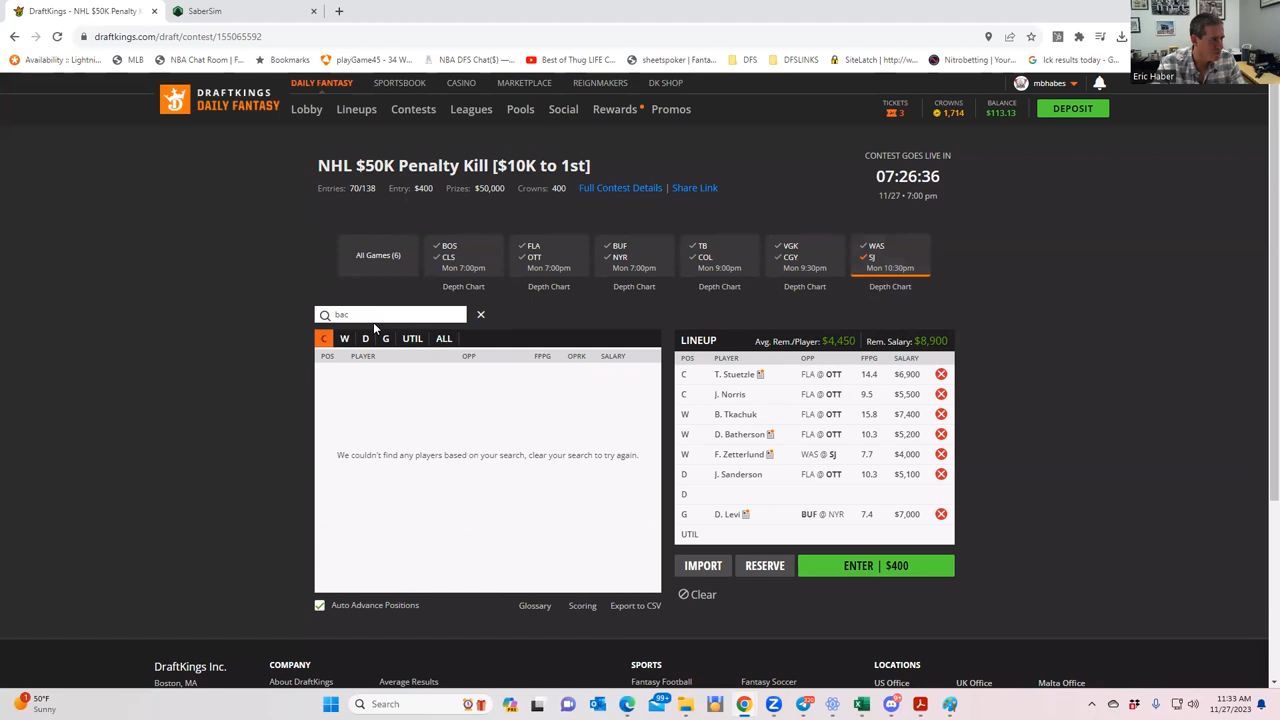 DraftKings - NHL $50K Penalty K
SaberSim
draftkings.com/draft/contest/155065592
Availability :: Lightni...
MLB
NBA Chat Room ( F...
Bookmarks
playGame45 - 34 W...
NBA DFS Chat($) -...
Best of Thug LIFE C...
sheetspoker | Fanta...
DFS
DFSLINKS
SiteLatch | http://w...
Nitrobetting | Your...
Ick results today on...
Eric Haber
DRAFTKINGS
DAILY FANTASY
DAILY FANTASY
SPORTSBOOK
CASINO
MARKETPLACE
REIGNMAKERS
DK SHOP
mbhabes
Lobby
Lineups
Contests
Leagues
Pools
Social
Rewards
Promos
TICKETS
3
CROWNS
1,714
BALANCE
$113.13
DEPOSIT
NHL $50K Penalty Kill [$10K to 1st]
Entries: 70/138 Entry: $400 Prizes: $50,000 Crowns: 400 Full Contest Details | Share Link
CONTEST GOES LIVE IN
07:26:36
11/27 • 7:00 pm
All Games (6)
BOS
CLS
Mon 7:00pm
FLA
OTT
Mon 7:00pm
BUF
NYR
Mon 7:00pm
TB
COL
Mon 9:00pm
VGK
CGY
Mon 9:30pm
WAS
SJ
Mon 10:30pm
Depth Chart Depth Chart Depth Chart Depth Chart Depth Chart Depth Chart
bac
C W D G UTIL ALL
POS PLAYER OPP FPPG OPRK SALARY
We couldn't find any players based on your search, clear your search to try again.
Auto Advance Positions
Glossary Scoring Export to CSV
LINEUP Avg. Rem./Player: $4,450 Rem. Salary: $8,900
POS PLAYER OPP FPPG SALARY
C T. Stuetzle FLA @ OTT 14.4 $6,900
C J. Norris FLA @ OTT 9.5 $5,500
W B. Tkachuk FLA @ OTT 15.8 $7,400
W D. Batherson FLA @ OTT 10.3 $5,200
W F. Zetterlund WAS @ SJ 7.7 $4,000
D J. Sanderson FLA @ OTT 10.3 $5,100
D
G D. Levi BUF @ NYR 7.4 $7,000
UTIL
IMPORT RESERVE ENTER | $400
Clear
DraftKings Inc.
Boston, MA
COMPANY
About DraftKings
Average Results
SPORTS
Fantasy Football
Fantasy Soccer
LOCATIONS
US Office
UK Office
Malta Office
50°F
Sunny
Search
99+
11:33 AM
11/27/2023